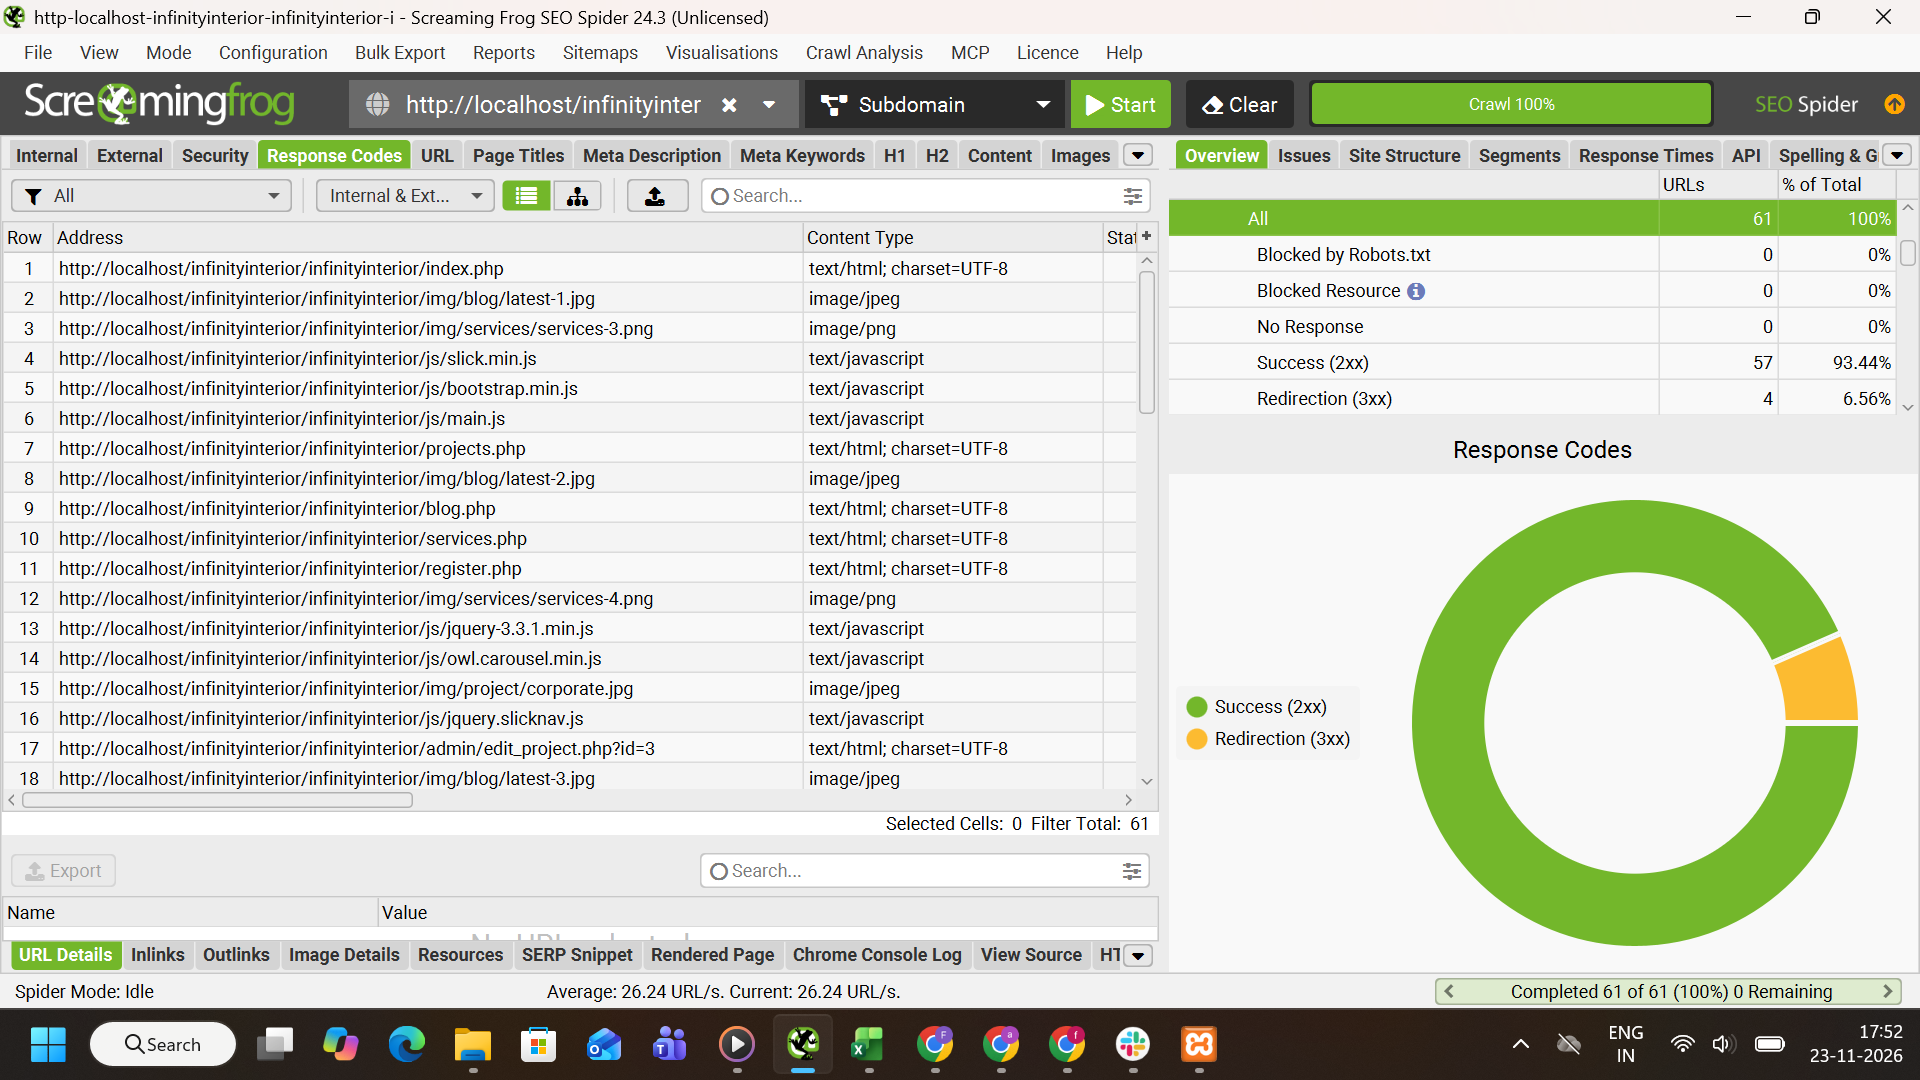 http-localhost-infinityinterior-infinityinterior-i - Screaming Frog SEO Spider 24.3 (Unlicensed)
File View Mode Configuration Bulk Export Reports Sitemaps Visualisations Crawl Analysis MCP Licence Help
Screamingfrog http://localhost/infinityinter Subdomain Start Clear Crawl 100% SEO Spider
Internal External Security Response Codes URL Page Titles Meta Description Meta Keywords H1 H2 Content Images
All Internal & Ext... Search...
Row Address Content Type Stat +
1 http://localhost/infinityinterior/infinityinterior/index.php text/html; charset=UTF-8
2 http://localhost/infinityinterior/infinityinterior/img/blog/latest-1.jpg image/jpeg
3 http://localhost/infinityinterior/infinityinterior/img/services/services-3.png image/png
4 http://localhost/infinityinterior/infinityinterior/js/slick.min.js text/javascript
5 http://localhost/infinityinterior/infinityinterior/js/bootstrap.min.js text/javascript
6 http://localhost/infinityinterior/infinityinterior/js/main.js text/javascript
7 http://localhost/infinityinterior/infinityinterior/projects.php text/html; charset=UTF-8
8 http://localhost/infinityinterior/infinityinterior/img/blog/latest-2.jpg image/jpeg
9 http://localhost/infinityinterior/infinityinterior/blog.php text/html; charset=UTF-8
10 http://localhost/infinityinterior/infinityinterior/services.php text/html; charset=UTF-8
11 http://localhost/infinityinterior/infinityinterior/register.php text/html; charset=UTF-8
12 http://localhost/infinityinterior/infinityinterior/img/services/services-4.png image/png
13 http://localhost/infinityinterior/infinityinterior/js/jquery-3.3.1.min.js text/javascript
14 http://localhost/infinityinterior/infinityinterior/js/owl.carousel.min.js text/javascript
15 http://localhost/infinityinterior/infinityinterior/img/project/corporate.jpg image/jpeg
16 http://localhost/infinityinterior/infinityinterior/js/jquery.slicknav.js text/javascript
17 http://localhost/infinityinterior/infinityinterior/admin/edit_project.php?id=3 text/html; charset=UTF-8
18 http://localhost/infinityinterior/infinityinterior/img/blog/latest-3.jpg image/jpeg
Selected Cells: 0 Filter Total: 61
Export Search...
Name Value
URL Details Inlinks Outlinks Image Details Resources SERP Snippet Rendered Page Chrome Console Log View Source HT
Overview Issues Site Structure Segments Response Times API Spelling & G
URLs % of Total
All 61 100%
Blocked by Robots.txt 0 0%
Blocked Resource 0 0%
No Response 0 0%
Success (2xx) 57 93.44%
Redirection (3xx) 4 6.56%
Response Codes
Success (2xx)
Redirection (3xx)
Spider Mode: Idle Average: 26.24 URL/s. Current: 26.24 URL/s. Completed 61 of 61 (100%) 0 Remaining
Search
ENG
IN
17:52
23-11-2026